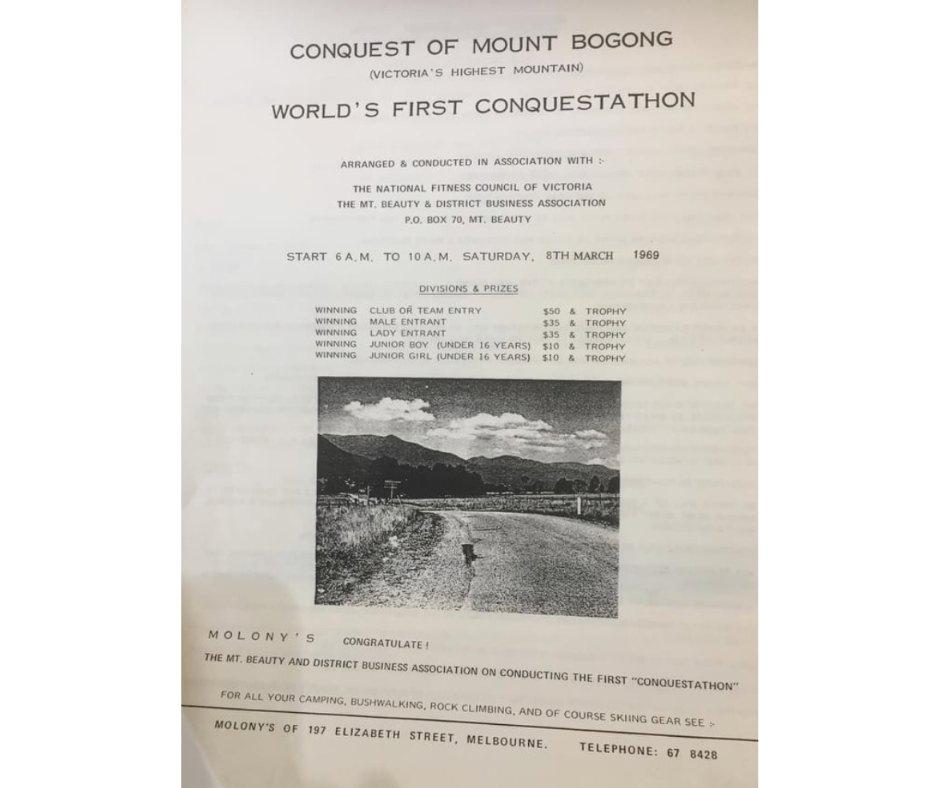 CONQUEST OF MOUNT BOGONG
(VICTORIA'S HIGHEST MOUNTAIN)
WORLD'S FIRST CONQUESTATHON
ARRANGED & CONDUCTED IN ASSOCIATION WITH :-
THE NATIONAL FITNESS COUNCIL OF VICTORIA
THE MT. BEAUTY & DISTRICT BUSINESS ASSOCIATION
P.O. BOX 70, MT. BEAUTY
START 6 A.M. TO 10 A.M. SATURDAY, 8TH MARCH 1969
DIVISIONS & PRIZES
WINNING CLUB OR TEAM ENTRY $50 & TROPHY
WINNING MALE ENTRANT $35 & TROPHY
WINNING LADY ENTRANT $35 & TROPHY
WINNING JUNIOR BOY (UNDER 16 YEARS) $10 & TROPHY
WINNING JUNIOR GIRL (UNDER 16 YEARS) $10 & TROPHY
MOLONY'S CONGRATULATE !
THE MT. BEAUTY AND DISTRICT BUSINESS ASSOCIATION ON CONDUCTING THE FIRST "CONQUESTATHON"
FOR ALL YOUR CAMPING, BUSHWALKING, ROCK CLIMBING, AND OF COURSE SKIING GEAR SEE :-
MOLONY'S OF 197 ELIZABETH STREET, MELBOURNE. TELEPHONE: 67 8428